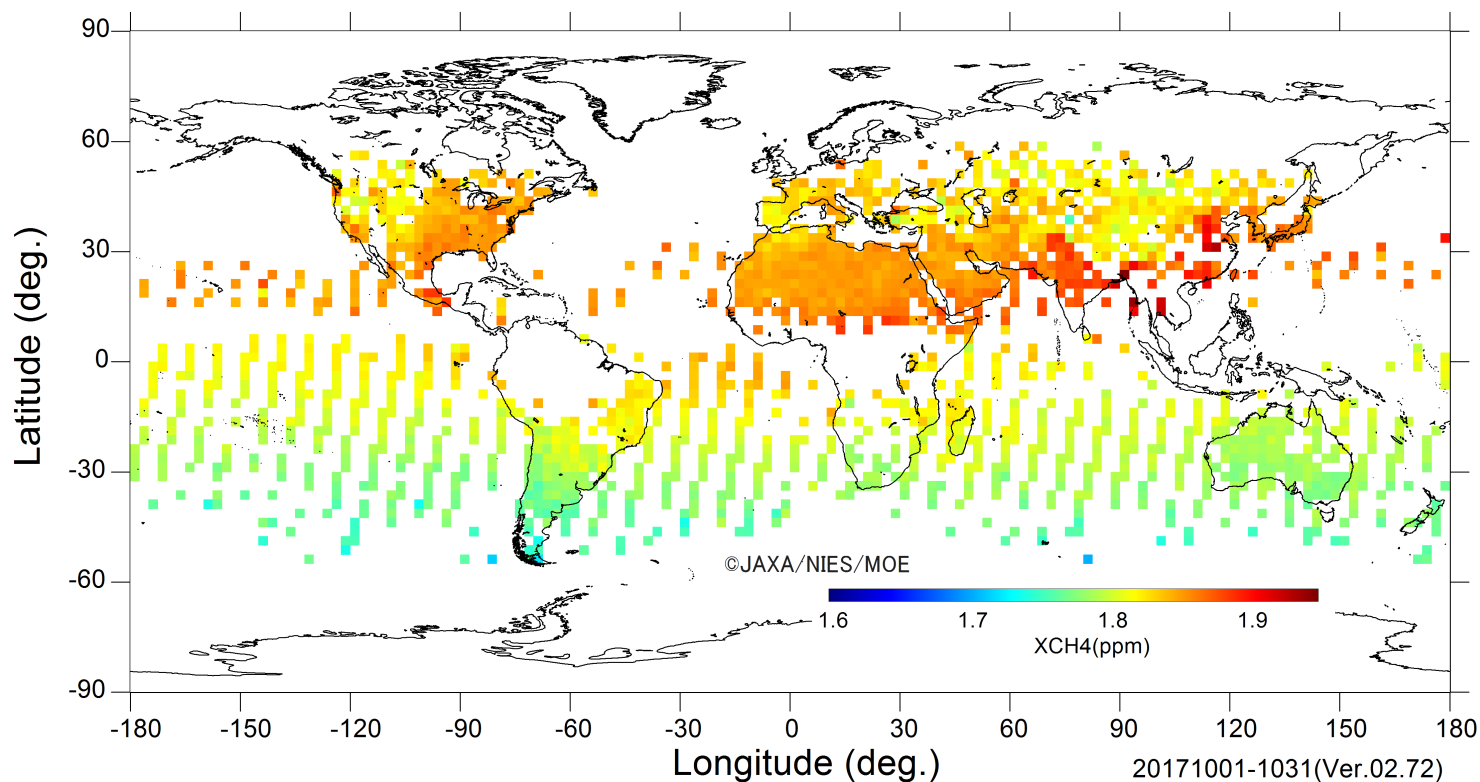 90
60
30
0
-30
-60
-90
Latitude (deg.)
-180 -150 -120 -90 -60 -30 0 30 60 90 120 150 180
Longitude (deg.)
©JAXA/NIES/MOE
1.6 1.7 1.8 1.9
XCH4(ppm)
20171001-1031(Ver.02.72)